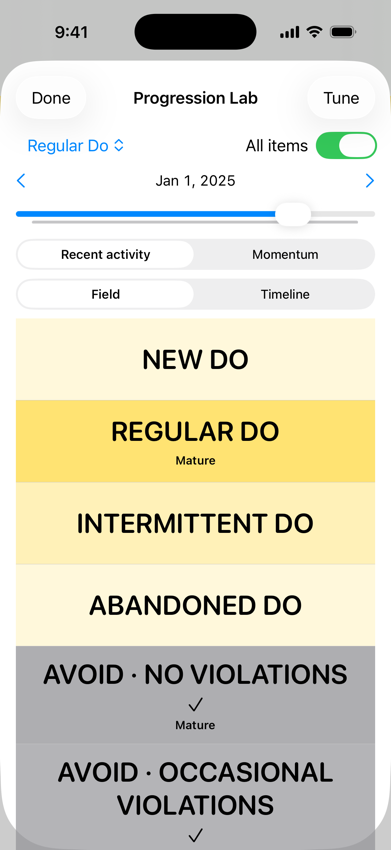 9:41
Done
Progression Lab
Tune
Regular Do
All items
Jan 1, 2025
Recent activity
Momentum
Field
Timeline
NEW DO
REGULAR DO
Mature
INTERMITTENT DO
ABANDONED DO
AVOID · NO VIOLATIONS
✓
Mature
AVOID · OCCASIONAL
VIOLATIONS
✓